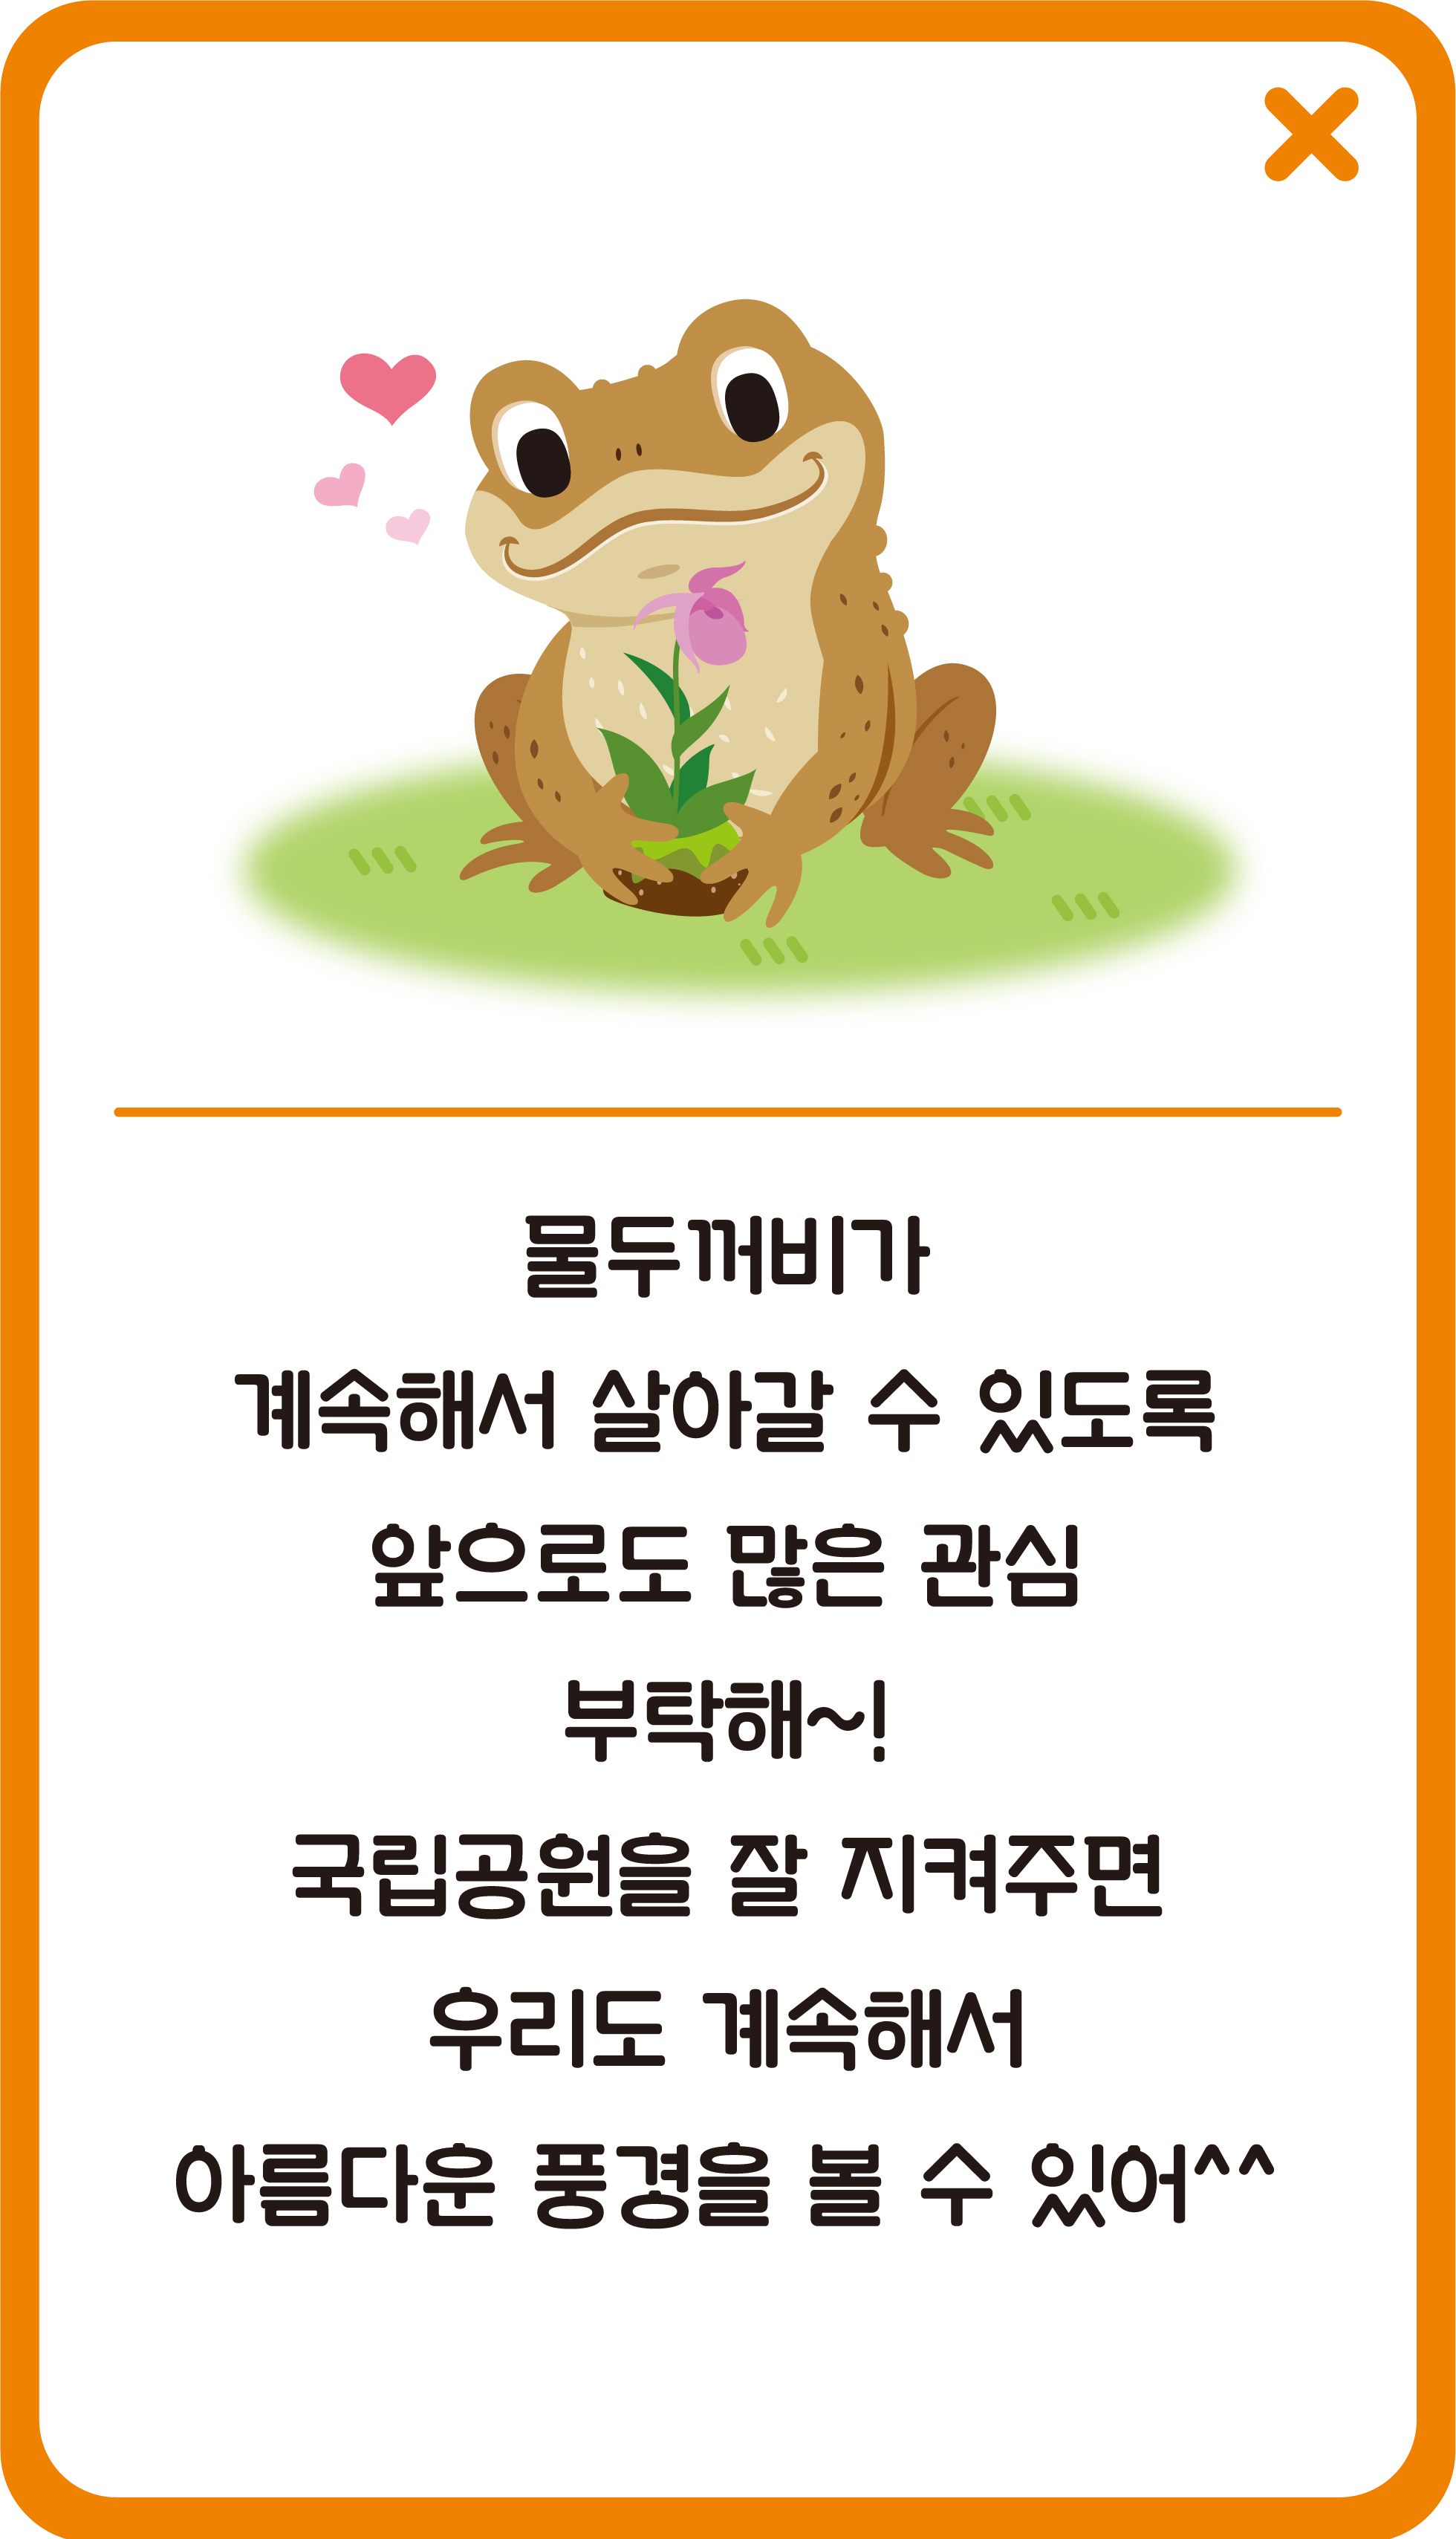 물두꺼비가
계속해서 살아갈 수 있도록
앞으로도 많은 관심
부탁해~!
국립공원을 잘 지켜주면
우리도 계속해서
아름다운 풍경을 볼 수 있어^^